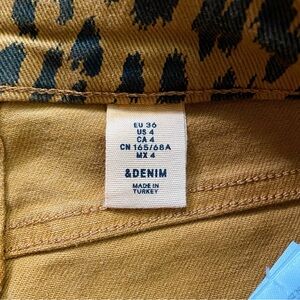 EU 36
US 4
CA 4
CN 165/68A
MX 4
&DENIM
MADE IN
TURKEY